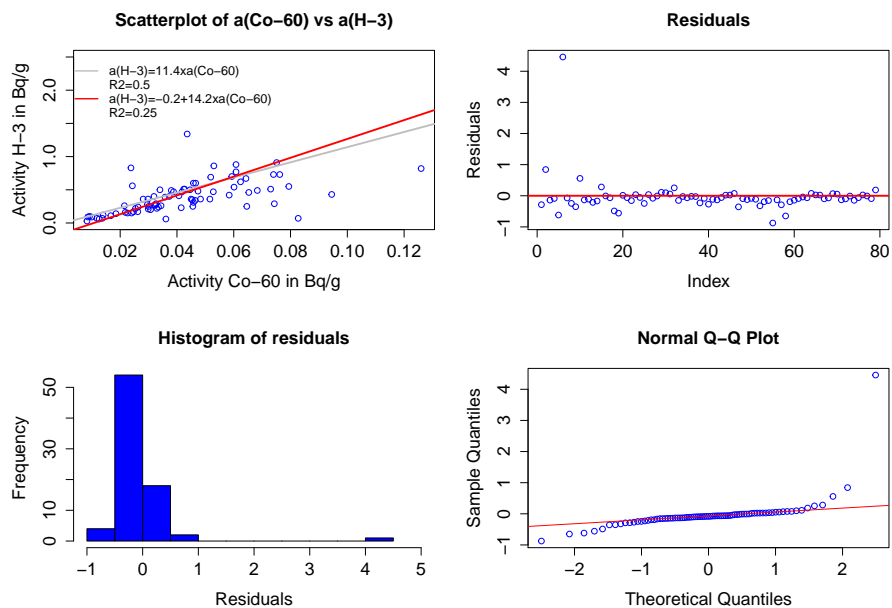 Scatterplot of a(Co−60) vs a(H−3)
Activity H−3 in Bq/g
0.0
1.0
2.0
a(H−3)=11.4xa(Co−60)
R2=0.5
a(H−3)=−0.2+14.2xa(Co−60)
R2=0.25
0.02
0.04
0.06
0.08
0.10
0.12
Activity Co−60 in Bq/g
Residuals
Residuals
−1
0
1
2
3
4
0
20
40
60
80
Index
Histogram of residuals
Frequency
0
10
30
50
−1
0
1
2
3
4
5
Residuals
Normal Q−Q Plot
Sample Quantiles
−1
0
1
2
3
4
−2
−1
0
1
2
Theoretical Quantiles